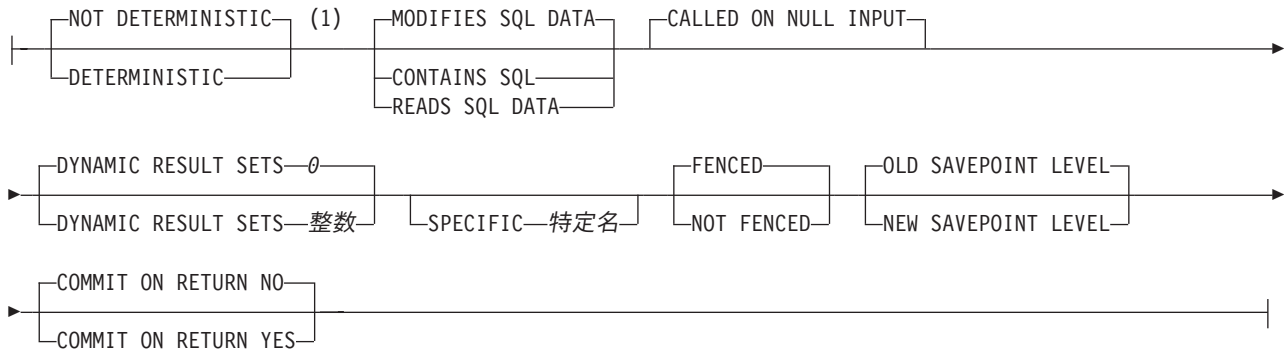 NOT DETERMINISTIC (1) MODIFIES SQL DATA CALLED ON NULL INPUT
DETERMINISTIC CONTAINS SQL
READS SQL DATA
DYNAMIC RESULT SETS 0 FENCED OLD SAVEPOINT LEVEL
DYNAMIC RESULT SETS 整数 SPECIFIC 特定名 NOT FENCED NEW SAVEPOINT LEVEL
COMMIT ON RETURN NO
COMMIT ON RETURN YES